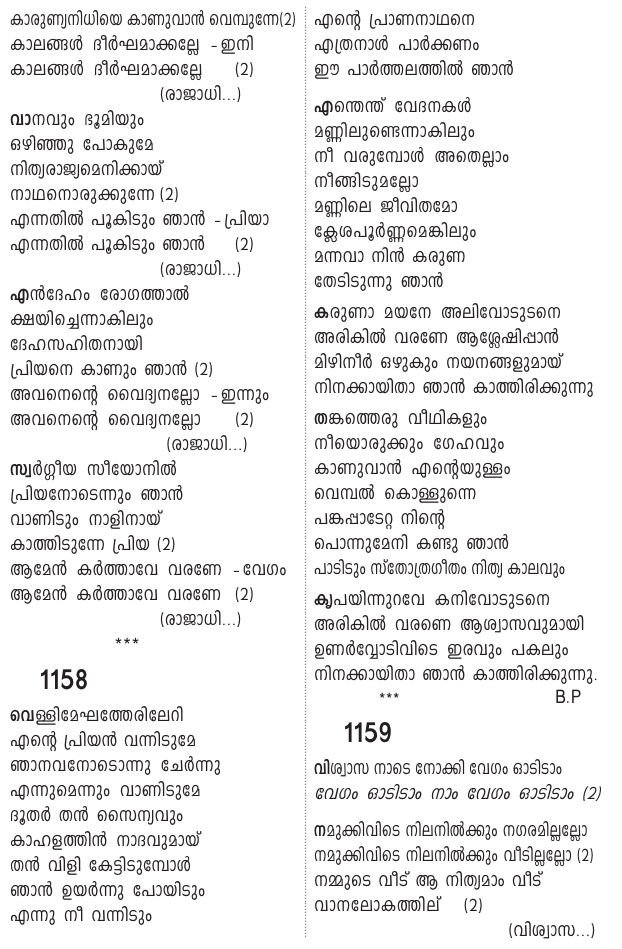 കാരുണ്യനിധിയെ കാണുവാൻ വെമ്പുന്നേ(2)
കാലങ്ങൾ ദീർഘമാക്കല്ലേ -ഇനി
കാലങ്ങൾ ദീർഘമാക്കല്ലേ (2)
(രാജാധി...)
വാനവും ഭൂമിയും
ഒഴിഞ്ഞു പോകുമേ
നിത്യരാജ്യമെനിക്കായ്
നാഥനൊരുക്കുന്നേ (2)
എന്നതിൽ പൂകിടും ഞാൻ -പ്രിയാ
എന്നതിൽ പൂകിടും ഞാൻ (2)
(രാജാധി...)
എൻദേഹം രോഗത്താൽ
ക്ഷയിച്ചെന്നാകിലും
ദേഹസഹിതനായി
പ്രിയനെ കാണും ഞാൻ (2)
അവനെന്റെ വൈദ്യനല്ലോ -ഇന്നും
അവനെന്റെ വൈദ്യനല്ലോ (2)
(രാജാധി...)
സ്വർഗ്ഗീയ സീയോനിൽ
പ്രിയനോടെന്നും ഞാൻ
വാണിടും നാളിനായ്
കാത്തിടുന്നേ പ്രിയ (2)
ആമേൻ കർത്താവേ വരണേ -വേഗം
ആമേൻ കർത്താവേ വരണേ (2)
(രാജാധി...)
***
1158
വെള്ളിമേഘത്തേരിലേറി
എന്റെ പ്രിയൻ വന്നിടുമേ
ഞാനവനോടൊന്നു ചേർന്നു
എന്നുമെന്നും വാണിടുമേ
ദൂതർ തൻ സൈന്യവും
കാഹളത്തിൻ നാദവുമായ്
തൻ വിളി കേട്ടിടുമ്പോൾ
ഞാൻ ഉയർന്നു പോയിടും
എന്നു നീ വന്നിടും
എന്റെ പ്രാണനാഥനെ
എത്രനാൾ പാർക്കണം
ഈ പാർത്തലത്തിൽ ഞാൻ
എന്തെന്ത് വേദനകൾ
മണ്ണിലുണ്ടെന്നാകിലും
നീ വരുമ്പോൾ അതെല്ലാം
നീങ്ങിടുമല്ലോ
മണ്ണിലെ ജീവിതമോ
ക്ലേശപൂർണ്ണമെങ്കിലും
മന്നവാ നിൻ കരുണ
തേടിടുന്നു ഞാൻ
കരുണാ മയനേ അലിവോടുടനെ
അരികിൽ വരണേ ആശ്ലേഷിപ്പാൻ
മിഴിനീർ ഒഴുകും നയനങ്ങളുമായ്
നിനക്കായിതാ ഞാൻ കാത്തിരിക്കുന്നു
തങ്കത്തെരു വീഥികളും
നീയൊരുക്കും ഗേഹവും
കാണുവാൻ എന്റെയുള്ളം
വെമ്പൽ കൊള്ളുന്നെ
പങ്കപ്പാടേറ്റ നിന്റെ
പൊന്നുമേനി കണ്ടു ഞാൻ
പാടിടും സ്തോത്രഗീതം നിത്യ കാലവും
കൃപയിന്നുറവേ കനിവോടുടനെ
അരികിൽ വരണെ ആശ്വാസവുമായി
ഉണർവ്വോടിവിടെ ഇരവും പകലും
നിനക്കായിതാ ഞാൻ കാത്തിരിക്കുന്നു.
*** B.P
1159
വിശ്വാസ നാടെ നോക്കി വേഗം ഓടിടാം
വേഗം ഓടിടാം നാം വേഗം ഓടിടാം (2)
നമുക്കിവിടെ നിലനിൽക്കും നഗരമില്ലല്ലോ
നമുക്കിവിടെ നിലനിൽക്കും വീടില്ലല്ലോ (2)
നമ്മുടെ വീട് ആ നിത്യമാം വീട്
വാനലോകത്തില് (2)
(വിശ്വാസ...)